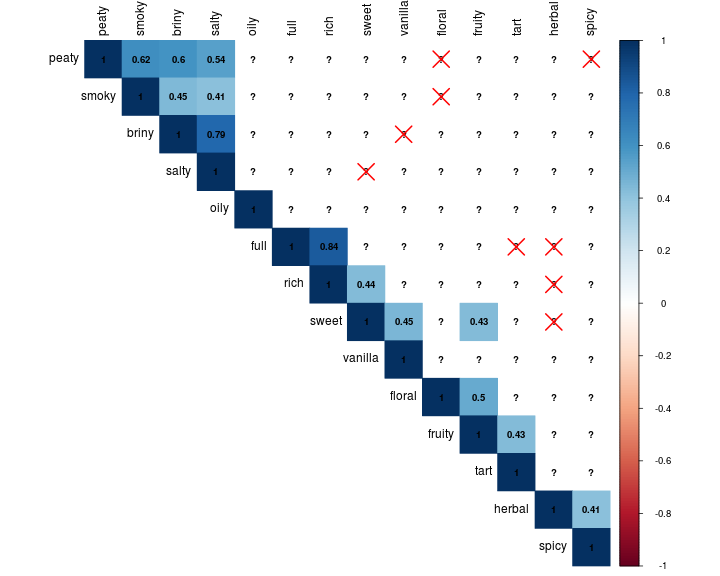 peaty smoky briny salty oily full rich sweet vanilla floral fruity tart herbal spicy
peaty 1 0.62 0.6 0.54 ? ? ? ? ? ? ? ? ? ?
smoky 1 0.45 0.41 ? ? ? ? ? ? ? ? ? ?
briny 1 0.79 ? ? ? ? ? ? ? ? ? ?
salty 1 ? ? ? ? ? ? ? ? ? ?
oily 1 ? ? ? ? ? ? ? ? ?
full 1 0.84 ? ? ? ? ? ? ?
rich 1 0.44 ? ? ? ? ? ?
sweet 1 0.45 ? 0.43 ? ? ?
vanilla 1 ? ? ? ? ?
floral 1 0.5 ? ? ?
fruity 1 0.43 ? ?
tart 1 ? ?
herbal 1 0.41
spicy 1
1
0.8
0.6
0.4
0.2
0
-0.2
-0.4
-0.6
-0.8
-1